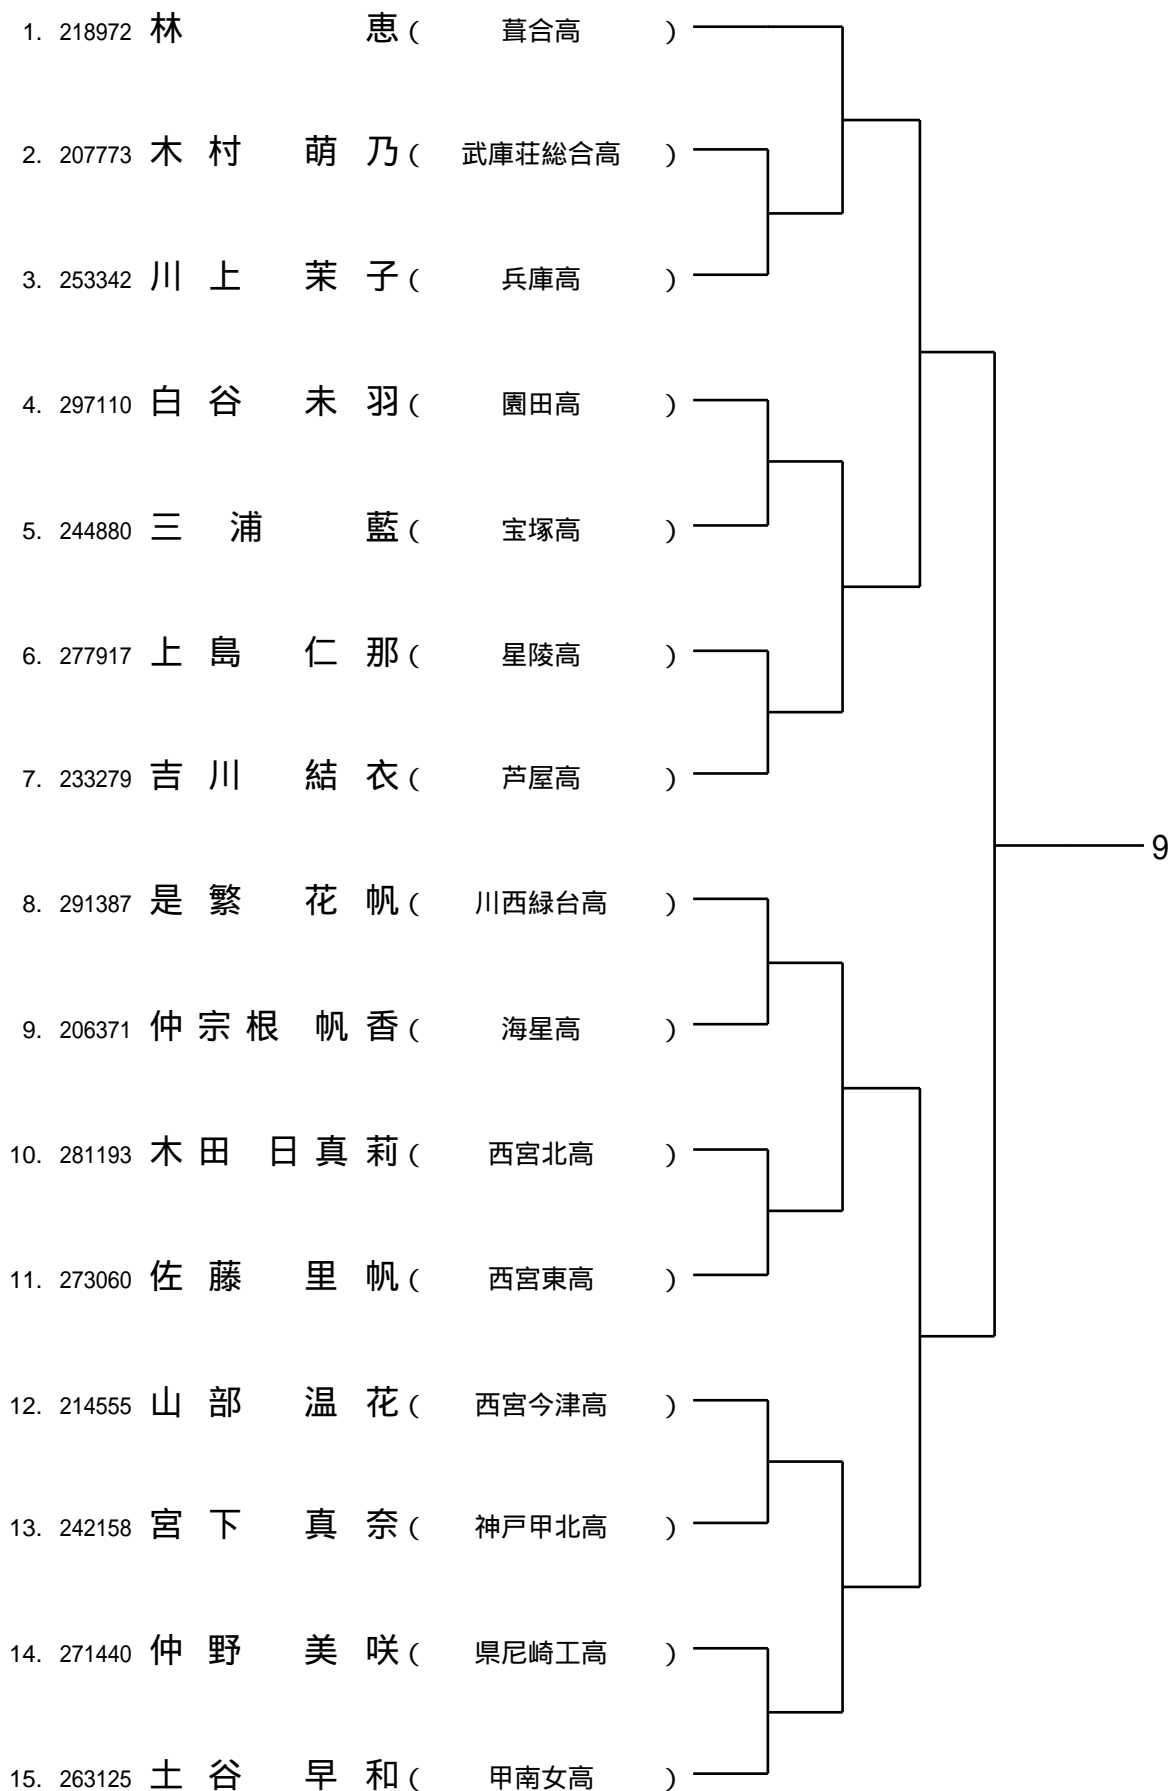 1. 218972 林 恵 ( 葺合高 )
2. 207773 木村 萌乃 ( 武庫荘総合高 )
3. 253342 川上 茉子 ( 兵庫高 )
4. 297110 白谷 未羽 ( 園田高 )
5. 244880 三浦 藍 ( 宝塚高 )
6. 277917 上島 仁那 ( 星陵高 )
7. 233279 吉川 結衣 ( 芦屋高 )
9
8. 291387 是繁 花帆 ( 川西緑台高 )
9. 206371 仲宗根 帆香 ( 海星高 )
10. 281193 木田 日真莉 ( 西宮北高 )
11. 273060 佐藤 里帆 ( 西宮東高 )
12. 214555 山部 温花 ( 西宮今津高 )
13. 242158 宮下 真奈 ( 神戸甲北高 )
14. 271440 仲野 美咲 ( 県尼崎工高 )
15. 263125 土谷 早和 ( 甲南女高 )